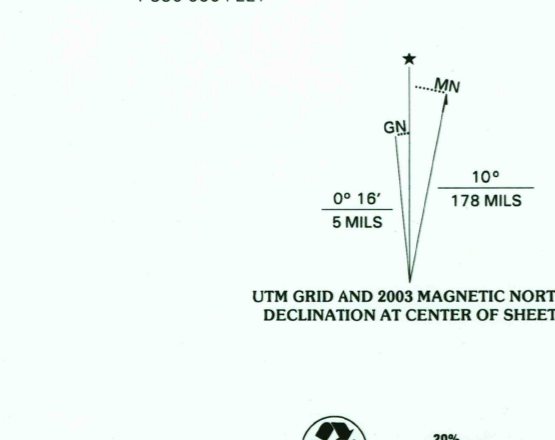 MN
GN
0° 16′
5 MILS
10°
178 MILS
UTM GRID AND 2003 MAGNETIC NORT
DECLINATION AT CENTER OF SHEET
20%